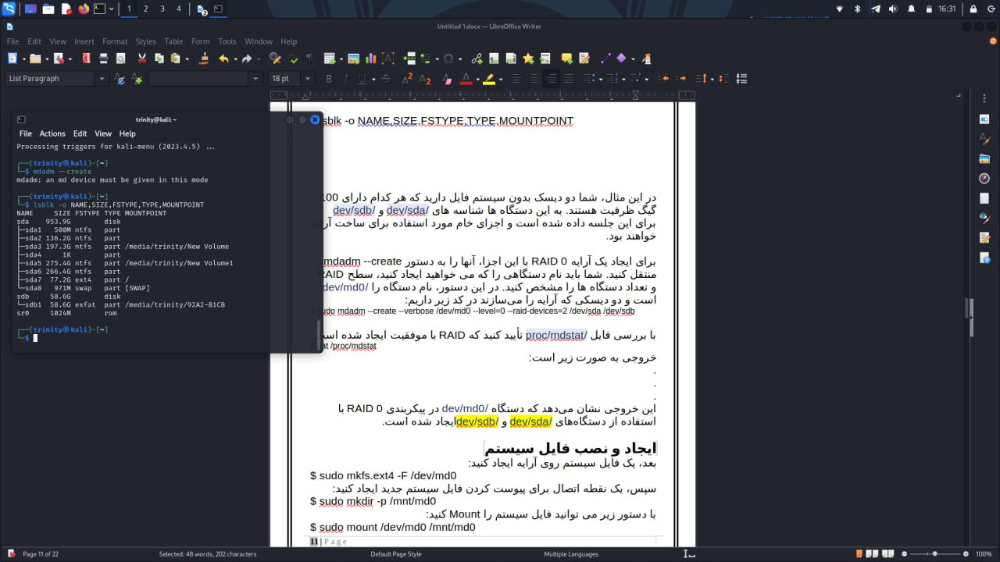 1 2 3 4 16:31
Untitled 1.docx — LibreOffice Writer
File Edit View Insert Format Styles Table Form Tools Window Help
List Paragraph 18 pt
lsblk -o NAME,SIZE,FSTYPE,TYPE,MOUNTPOINT
trinity@kali: ~
File Actions Edit View Help
Processing triggers for kali-menu (2023.4.5) ...
┌──(trinity㉿kali)-[~]
└─$ mdadm --create
mdadm: an md device must be given in this mode
┌──(trinity㉿kali)-[~]
└─$ lsblk -o NAME,SIZE,FSTYPE,TYPE,MOUNTPOINT
NAME SIZE FSTYPE TYPE MOUNTPOINT
sda 953.9G disk
├─sda1 500M ntfs part
├─sda2 136.2G ntfs part
├─sda3 197.3G ntfs part /media/trinity/New Volume
├─sda4 1K part
├─sda5 275.4G ntfs part /media/trinity/New Volume1
├─sda6 266.4G ntfs part
├─sda7 77.2G ext4 part /
└─sda8 971M swap part [SWAP]
sdb 58.6G disk
└─sdb1 58.6G exfat part /media/trinity/92A2-B1CB
sr0 1024M rom
┌──(trinity㉿kali)-[~]
└─$
در این مثال، شما دو دیسک بدون سیستم فایل دارید که هر کدام دارای 100
گیگ ظرفیت هستند. به این دستگاه ها شناسه های /dev/sda و /dev/sdb
برای این جلسه داده شده است و اجزای خام مورد استفاده برای ساخت
خواهند بود.
برای ایجاد یک آرایه RAID 0 با این اجزا، آنها را به دستور mdadm --create
منتقل کنید. شما باید نام دستگاهی را که می خواهید ایجاد کنید، سطح RAID
و تعداد دستگاه ها را مشخص کنید. در این دستور، نام دستگاه را /dev/md0
است و دو دیسکی که آرایه را می‌سازند در کد زیر داریم:
$ sudo mdadm --create --verbose /dev/md0 --level=0 --raid-devices=2 /dev/sda /dev/sdb
با بررسی فایل /proc/mdstat تأیید کنید که RAID با موفقیت ایجاد شده است
cat /proc/mdstat
خروجی به صورت زیر است:
.
.
.
این خروجی نشان می‌دهد که دستگاه /dev/md0 در پیکربندی RAID 0 با
استفاده از دستگاه‌های /dev/sda و /dev/sdbایجاد شده است.
ایجاد و نصب فایل سیستم
بعد، یک فایل سیستم روی آرایه ایجاد کنید:
$ sudo mkfs.ext4 -F /dev/md0
سپس، یک نقطه اتصال برای پیوست کردن فایل سیستم جدید ایجاد کنید:
$ sudo mkdir -p /mnt/md0
با دستور زیر می توانید فایل سیستم را Mount کنید:
$ sudo mount /dev/md0 /mnt/md0
11 | Page
Page 11 of 22 Selected: 48 words, 202 characters Default Page Style Multiple Languages 100%